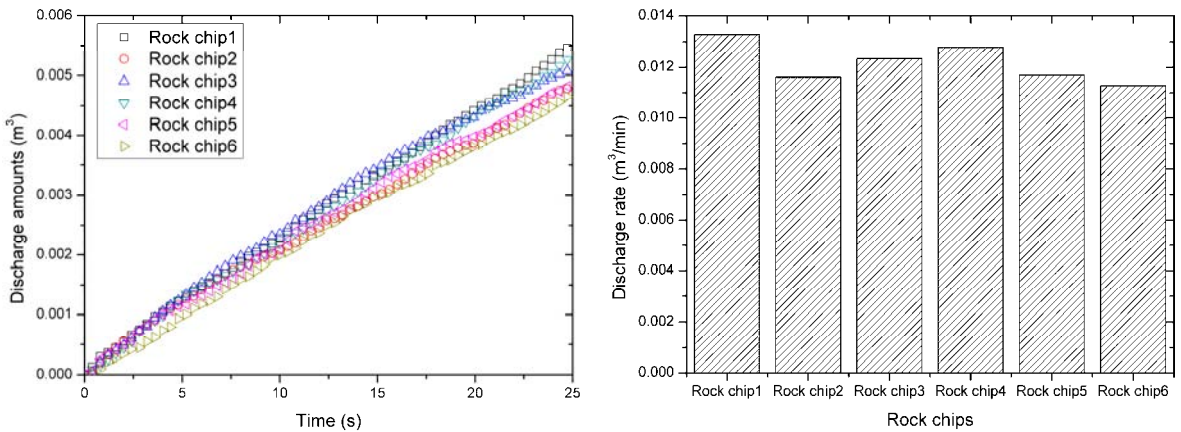 0.006
0.005
0.004
0.003
0.002
0.001
0.000
Discharge amounts (m³)
Rock chip1
Rock chip2
Rock chip3
Rock chip4
Rock chip5
Rock chip6
0 5 10 15 20 25
Time (s)
0.014
0.012
0.010
0.008
0.006
0.004
0.002
0.000
Discharge rate (m³/min)
Rock chip1 Rock chip2 Rock chip3 Rock chip4 Rock chip5 Rock chip6
Rock chips